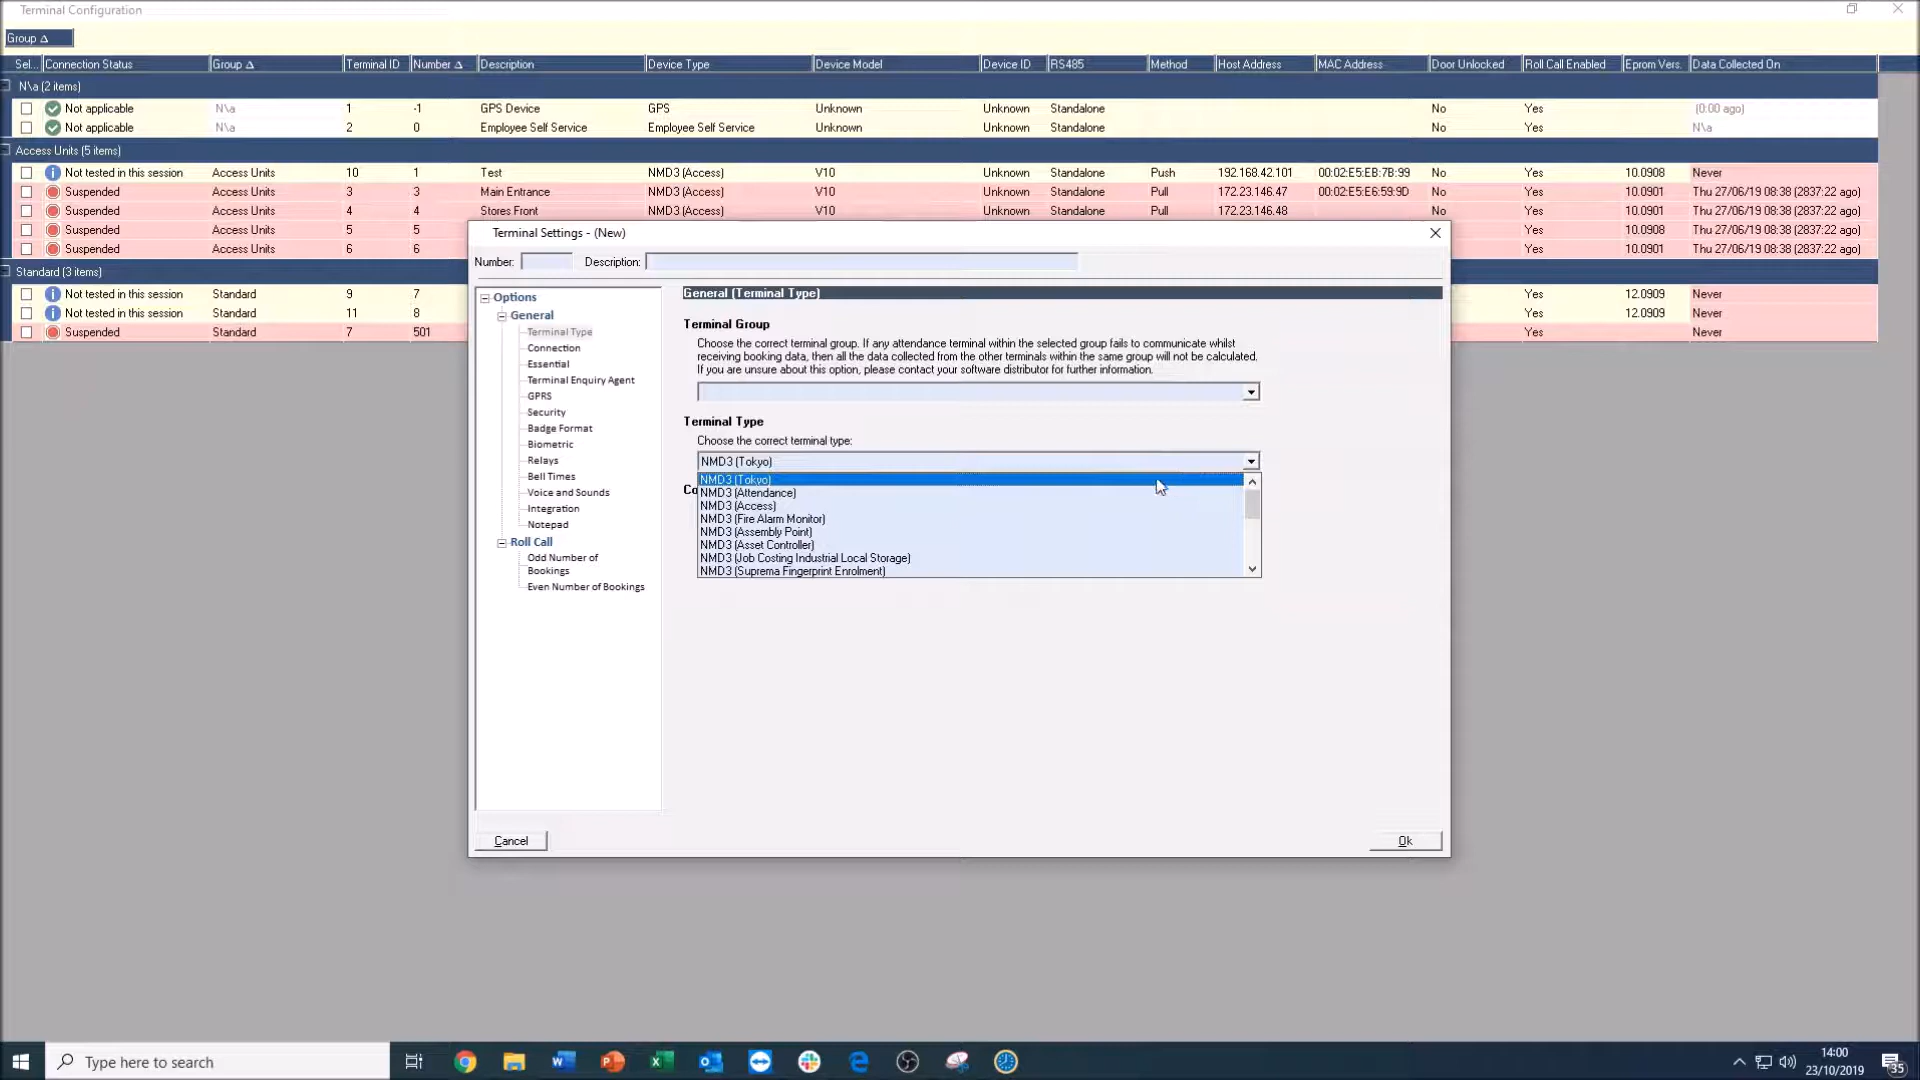 Terminal Configuration
Group
Sel... Connection Status Group Terminal ID Number Description Device Type Device Model Device ID RS485 Method Host Address MAC Address Door Unlocked Roll Call Enabled Eprom Vers. Data Collected On
N\a (2 items)
Not applicable N\a 1 -1 GPS Device GPS Unknown Unknown Standalone No Yes (0:00 ago)
Not applicable N\a 2 0 Employee Self Service Employee Self Service Unknown Unknown Standalone No Yes N\a
Access Units (5 items)
Not tested in this session Access Units 10 1 Test NMD3 (Access) V10 Unknown Standalone Push 192.168.42.101 00:02:E5:EB:7B:99 No Yes 10.0908 Never
Suspended Access Units 3 3 Main Entrance NMD3 (Access) V10 Unknown Standalone Pull 172.23.146.47 00:02:E5:E6:59:9D No Yes 10.0901 Thu 27/06/19 08:38 (2837:22 ago)
Suspended Access Units 4 4 Stores Front NMD3 (Access) V10 Unknown Standalone Pull 172.23.146.48 No Yes 10.0901 Thu 27/06/19 08:38 (2837:22 ago)
Suspended Access Units 5 5 Yes 10.0908 Thu 27/06/19 08:38 (2837:22 ago)
Suspended Access Units 6 6 Yes 10.0901 Thu 27/06/19 08:38 (2837:22 ago)
Standard (3 items)
Not tested in this session Standard 9 7 Yes 12.0909 Never
Not tested in this session Standard 11 8 Yes 12.0909 Never
Suspended Standard 7 501 Yes Never
Terminal Settings - (New)
Number: Description:
Options
General
Terminal Type
Connection
Essential
Terminal Enquiry Agent
GPRS
Security
Badge Format
Biometric
Relays
Bell Times
Voice and Sounds
Integration
Notepad
Roll Call
Odd Number of
Bookings
Even Number of Bookings
General (Terminal Type)
Terminal Group
Choose the correct terminal group. If any attendance terminal within the selected group fails to communicate whilst
receiving booking data, then all the data collected from the other terminals within the same group will not be calculated.
If you are unsure about this option, please contact your software distributor for further information.
Terminal Type
Choose the correct terminal type:
NMD3 (Tokyo)
Co
NMD3 (Tokyo)
NMD3 (Attendance)
NMD3 (Access)
NMD3 (Fire Alarm Monitor)
NMD3 (Assembly Point)
NMD3 (Asset Controller)
NMD3 (Job Costing Industrial Local Storage)
NMD3 (Suprema Fingerprint Enrolment)
Cancel
Ok
Type here to search
14:00
23/10/2019
35